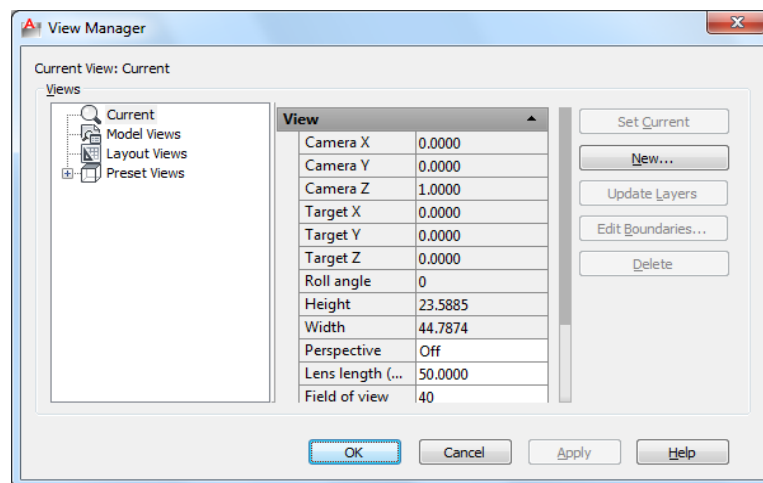 View Manager
Current View: Current
Views
Current
Model Views
Layout Views
Preset Views
View
Camera X 0.0000
Camera Y 0.0000
Camera Z 1.0000
Target X 0.0000
Target Y 0.0000
Target Z 0.0000
Roll angle 0
Height 23.5885
Width 44.7874
Perspective Off
Lens length (... 50.0000
Field of view 40
Set Current
New...
Update Layers
Edit Boundaries...
Delete
OK Cancel Apply Help